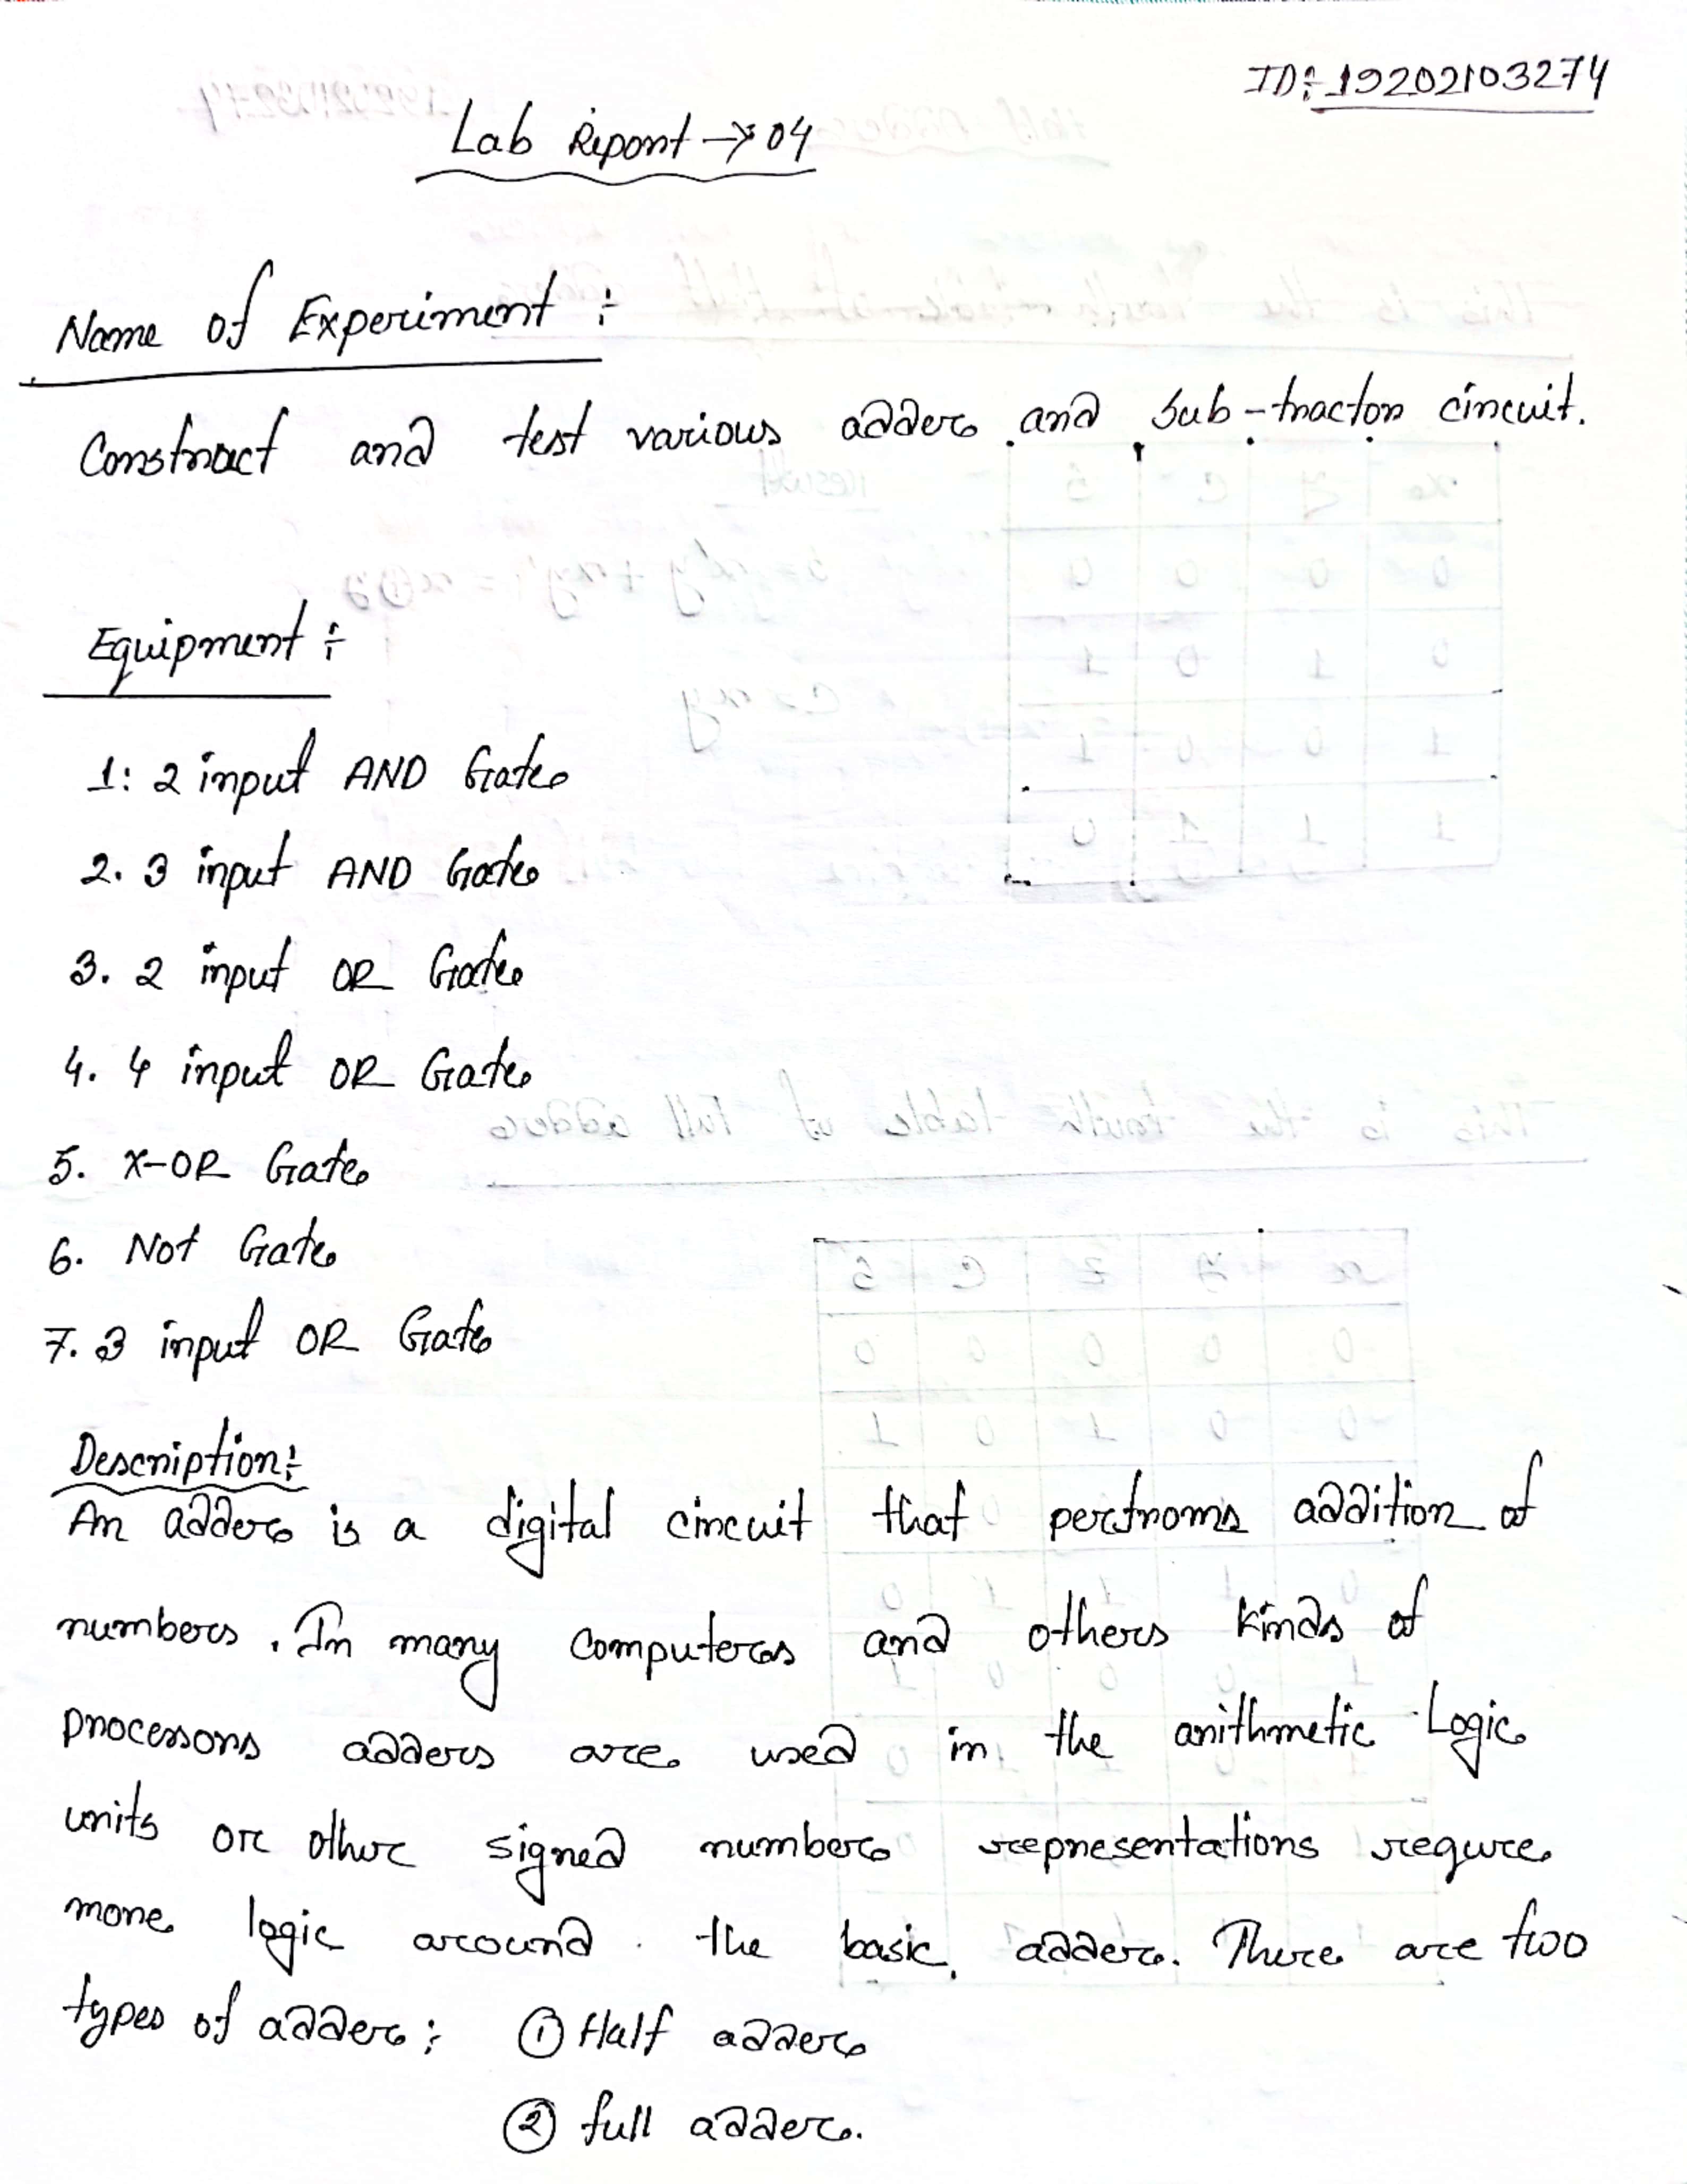 ID: 19202103274
Lab Riport → 04
Name of Experiment :
Construct and test various adder and sub-tractor circuit.
Equipment :
1: 2 input AND Gate
2. 3 input AND Gate
3. 2 input OR Gate
4. 4 input OR Gate
5. X-OR Gate
6. Not Gate
7. 3 input OR Gate
Description:
An adder is a digital circuit that perfroms addition of
numbers. In many computers and others kinds of
processors adders are used in the arithmetic Logic
units or other signed number representations requre
more logic around the basic adder. There are two
types of adder: ① Half adder
② full adder.